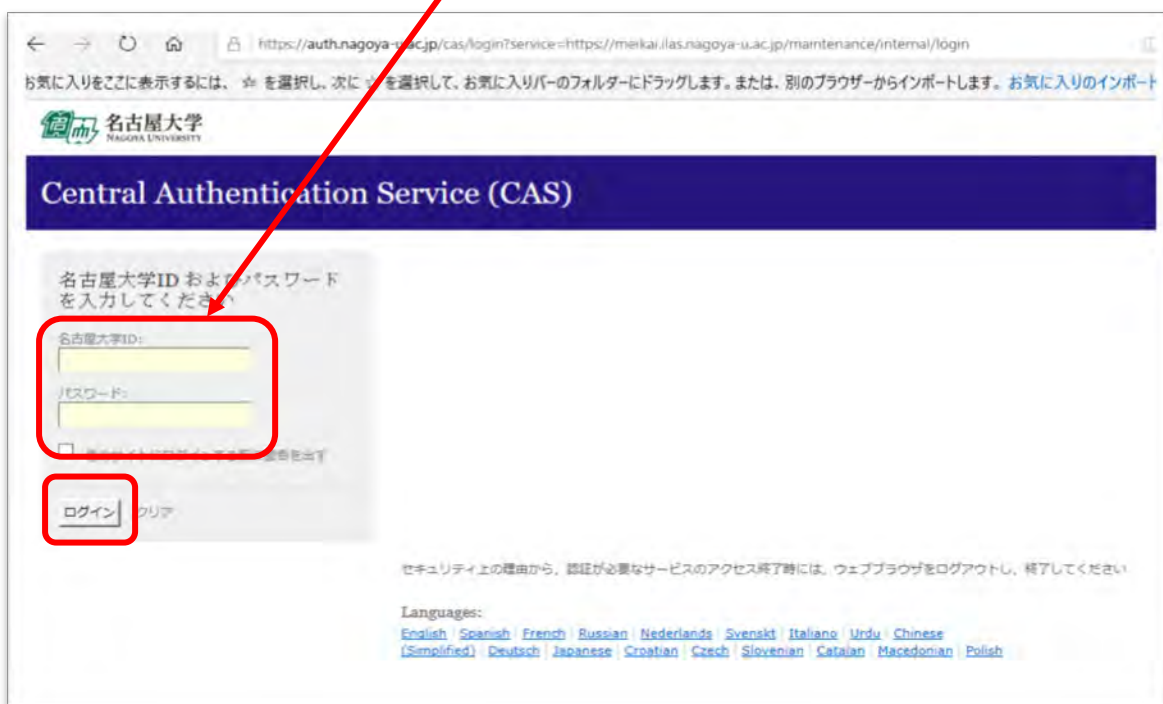 https://auth.nagoya-u.ac.jp/cas/login?service=https://meikai.ilas.nagoya-u.ac.jp/maintenance/internal/login
お気に入りをここに表示するには、☆ を選択し、次に ☆ を選択して、お気に入りバーのフォルダーにドラッグします。または、別のブラウザーからインポートします。 お気に入りのインポート
名古屋大学
NAGOYA UNIVERSITY
Central Authentication Service (CAS)
名古屋大学ID およびパスワード
を入力してください
名古屋大学ID:
パスワード:
ログイン クリア
セキュリティ上の理由から、認証が必要なサービスのアクセス終了時には、ウェブブラウザをログアウトし、終了してください
Languages:
English Spanish French Russian Nederlands Svenskt Italiano Urdu Chinese
(Simplified) Deutsch Japanese Croatian Czech Slovenian Catalan Macedonian Polish